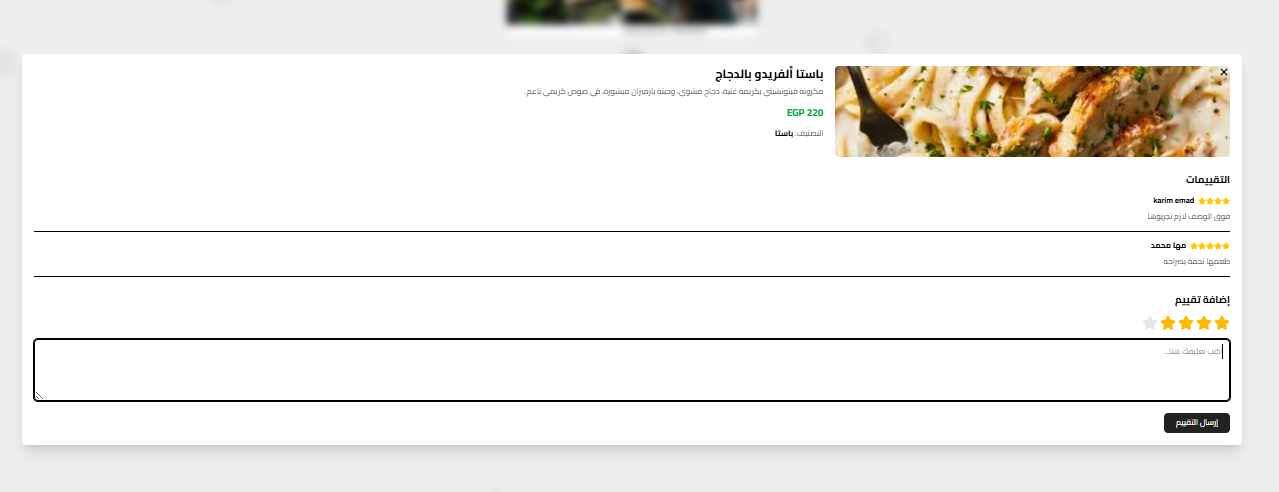 باستا ألفريدو بالدجاج
مكرونة فيتوتشيني بكريمة غنية، دجاج مشوي، وجبنة بارميزان مبشورة، في صوص كريمي ناعم.
EGP 220
التصنيف: باستا
التقييمات
karim emad
فوق الوصف لازم تجربوها
مها محمد
طعمها تحفة بصراحة
إضافة تقييم
اكتب تعليقك هنا...
إرسال التقييم